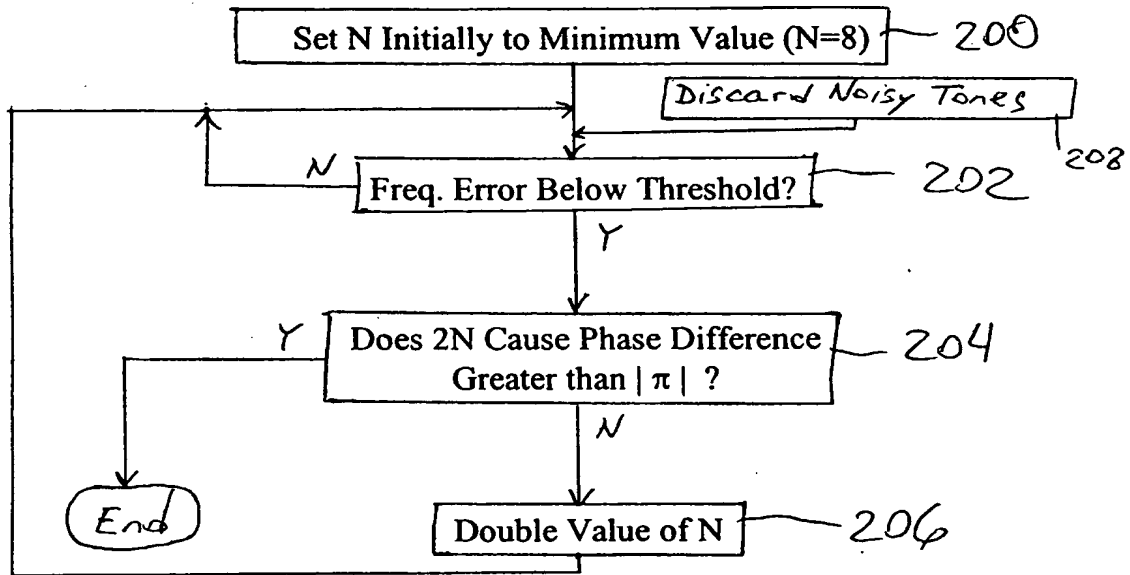 Set N Initially to Minimum Value (N=8)
200
Discard Noisy Tones
208
N
Freq. Error Below Threshold?
202
Y
Y
Does 2N Cause Phase Difference
Greater than | π | ?
204
N
End
Double Value of N
206